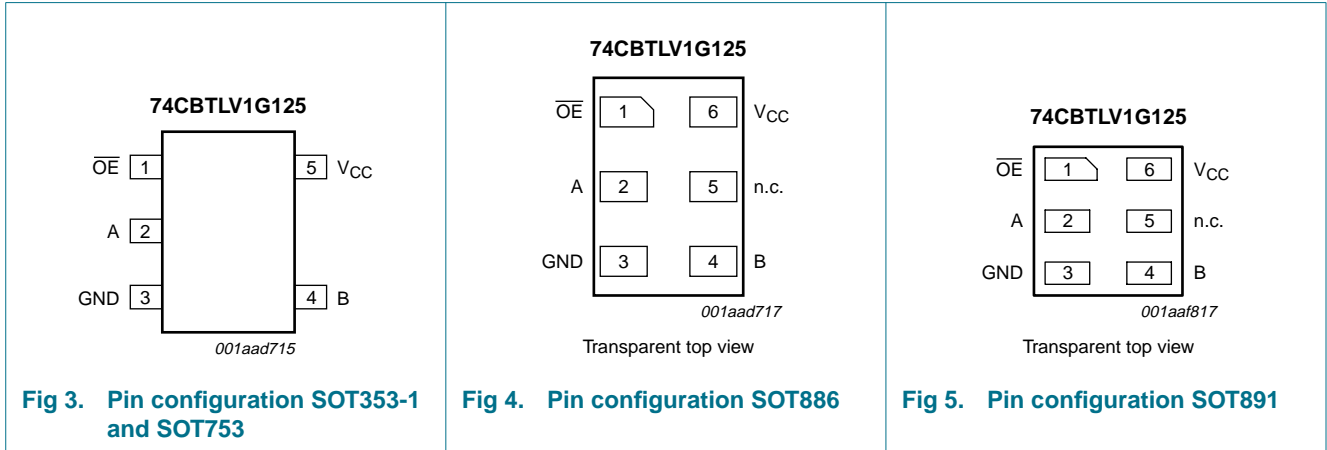 74CBTLV1G125
OE 1
5 VCC
A 2
GND 3
4 B
001aad715
Fig 3. Pin configuration SOT353-1
and SOT753
74CBTLV1G125
OE 1 6 VCC
A 2 5 n.c.
GND 3 4 B
001aad717
Transparent top view
Fig 4. Pin configuration SOT886
74CBTLV1G125
OE 1 6 VCC
A 2 5 n.c.
GND 3 4 B
001aaf817
Transparent top view
Fig 5. Pin configuration SOT891